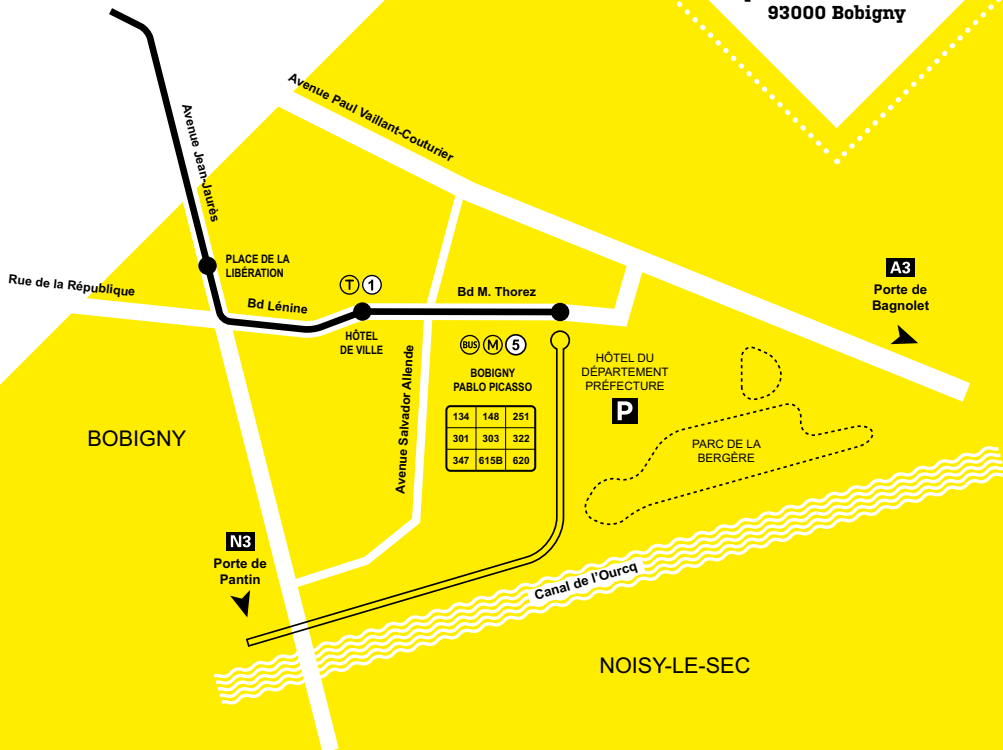 93000 Bobigny
Avenue Paul Vaillant-Couturier
Avenue Jean-Jaurès
PLACE DE LA
LIBÉRATION
A3
Porte de
Bagnolet
Rue de la République
T 1
Bd Lénine
Bd M. Thorez
HÔTEL
DE VILLE
BUS M 5
BOBIGNY
PABLO PICASSO
134 148 251
301 303 322
347 615B 620
HÔTEL DU
DÉPARTEMENT
PRÉFECTURE
P
Avenue Salvador Allende
BOBIGNY
PARC DE LA
BERGÈRE
N3
Porte de
Pantin
Canal de l'Ourcq
NOISY-LE-SEC